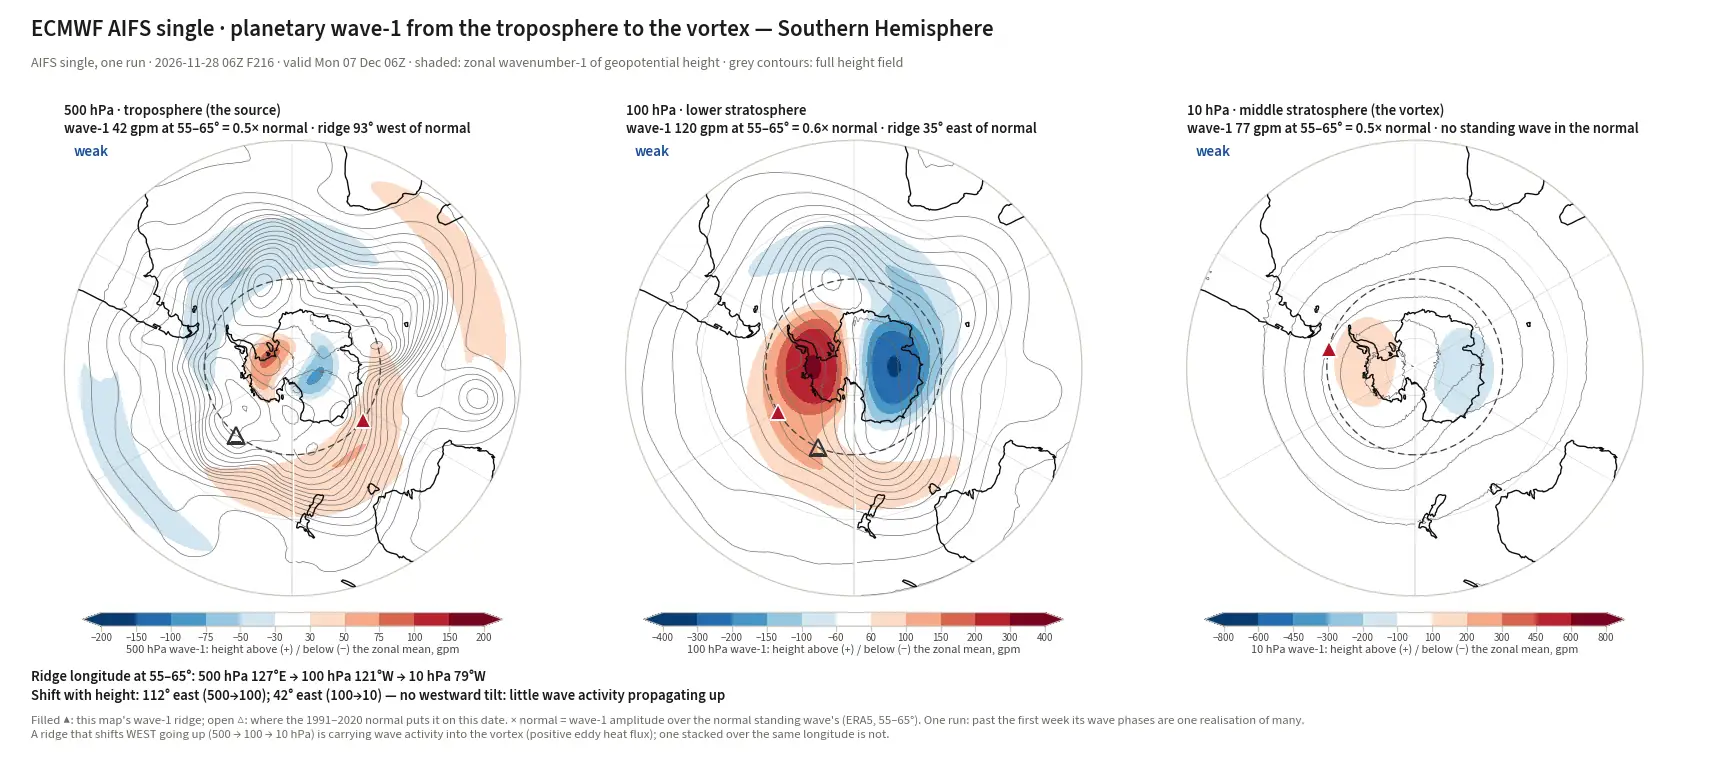 ECMWF AIFS single · planetary wave-1 from the troposphere to the vortex — Southern Hemisphere
AIFS single, one run · 2026-11-28 06Z F216 · valid Mon 07 Dec 06Z · shaded: zonal wavenumber-1 of geopotential height · grey contours: full height field
500 hPa · troposphere (the source)
wave-1 42 gpm at 55–65° = 0.5× normal · ridge 93° west of normal
weak
100 hPa · lower stratosphere
wave-1 120 gpm at 55–65° = 0.6× normal · ridge 35° east of normal
weak
10 hPa · middle stratosphere (the vortex)
wave-1 77 gpm at 55–65° = 0.5× normal · no standing wave in the normal
weak
−200 −150 −100 −75 −50 −30 30 50 75 100 150 200
500 hPa wave-1: height above (+) / below (−) the zonal mean, gpm
−400 −300 −200 −150 −100 −60 60 100 150 200 300 400
100 hPa wave-1: height above (+) / below (−) the zonal mean, gpm
−800 −600 −450 −300 −200 −100 100 200 300 450 600 800
10 hPa wave-1: height above (+) / below (−) the zonal mean, gpm
Ridge longitude at 55–65°: 500 hPa 127°E → 100 hPa 121°W → 10 hPa 79°W
Shift with height: 112° east (500→100); 42° east (100→10) — no westward tilt: little wave activity propagating up
Filled ▲: this map's wave-1 ridge; open △: where the 1991–2020 normal puts it on this date. × normal = wave-1 amplitude over the normal standing wave's (ERA5, 55–65°). One run: past the first week its wave phases are one realisation of many.
A ridge that shifts WEST going up (500 → 100 → 10 hPa) is carrying wave activity into the vortex (positive eddy heat flux); one stacked over the same longitude is not.